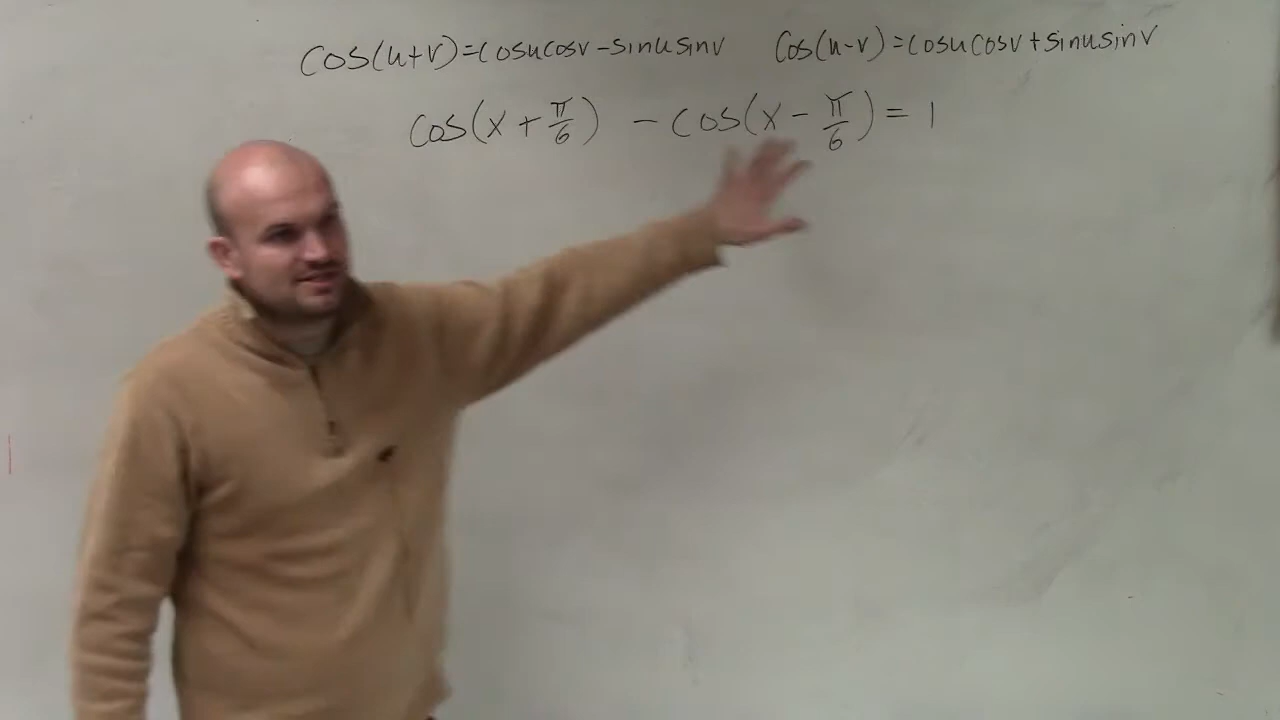 cos(u+v)=cosucosv-sinusinv cos(u-v)=cosucosv+sinusinv
cos(x+π/6) -cos(x-π/6)=1